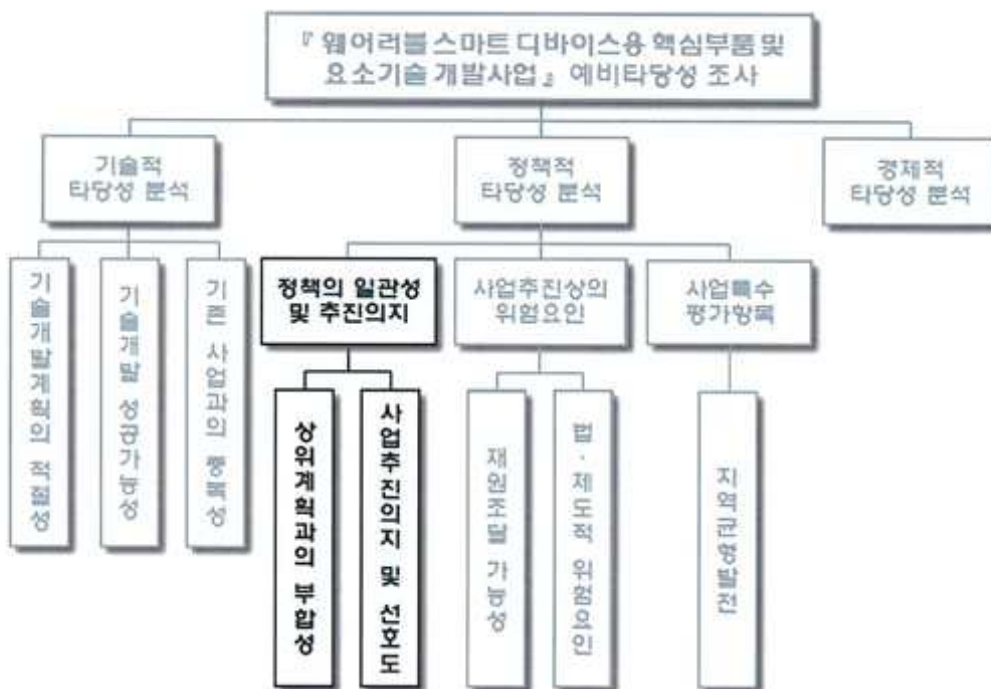 『웨어러블 스마트 디바이스용 핵심부품 및
요소기술 개발사업』 예비타당성 조사
기술적
타당성 분석
정책적
타당성 분석
경제적
타당성 분석
기술개발계획의 적절성
기술개발 성공가능성
기존 사업과의 중복성
정책의 일관성
및 추진의지
사업추진상의
위험요인
사업특수
평가항목
상위계획과의 부합성
사업추진의지 및 선호도
재원조달 가능성
법·제도적 위험요인
지역균형발전